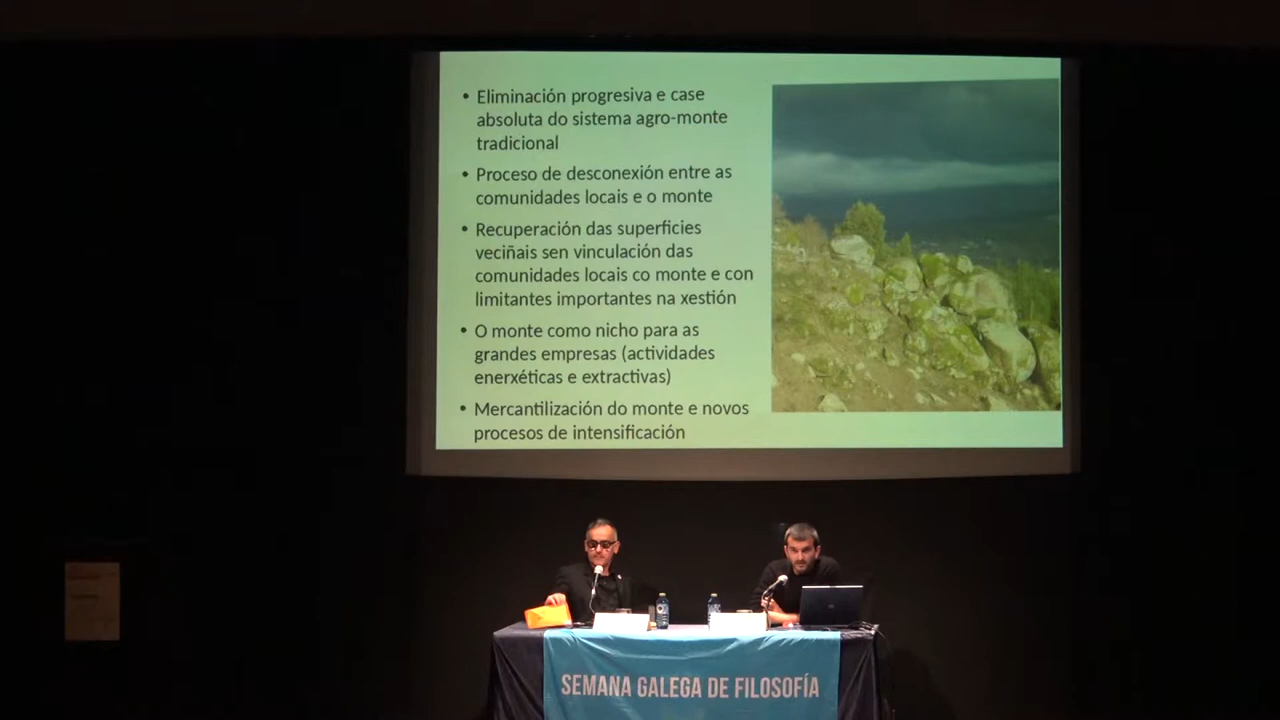 • Eliminación progresiva e case
absoluta do sistema agro-monte
tradicional
• Proceso de desconexión entre as
comunidades locais e o monte
• Recuperación das superficies
veciñais sen vinculación das
comunidades locais co monte e con
limitantes importantes na xestión
• O monte como nicho para as
grandes empresas (actividades
enerxéticas e extractivas)
• Mercantilización do monte e novos
procesos de intensificación
SEMANA GALEGA DE FILOSOFÍA